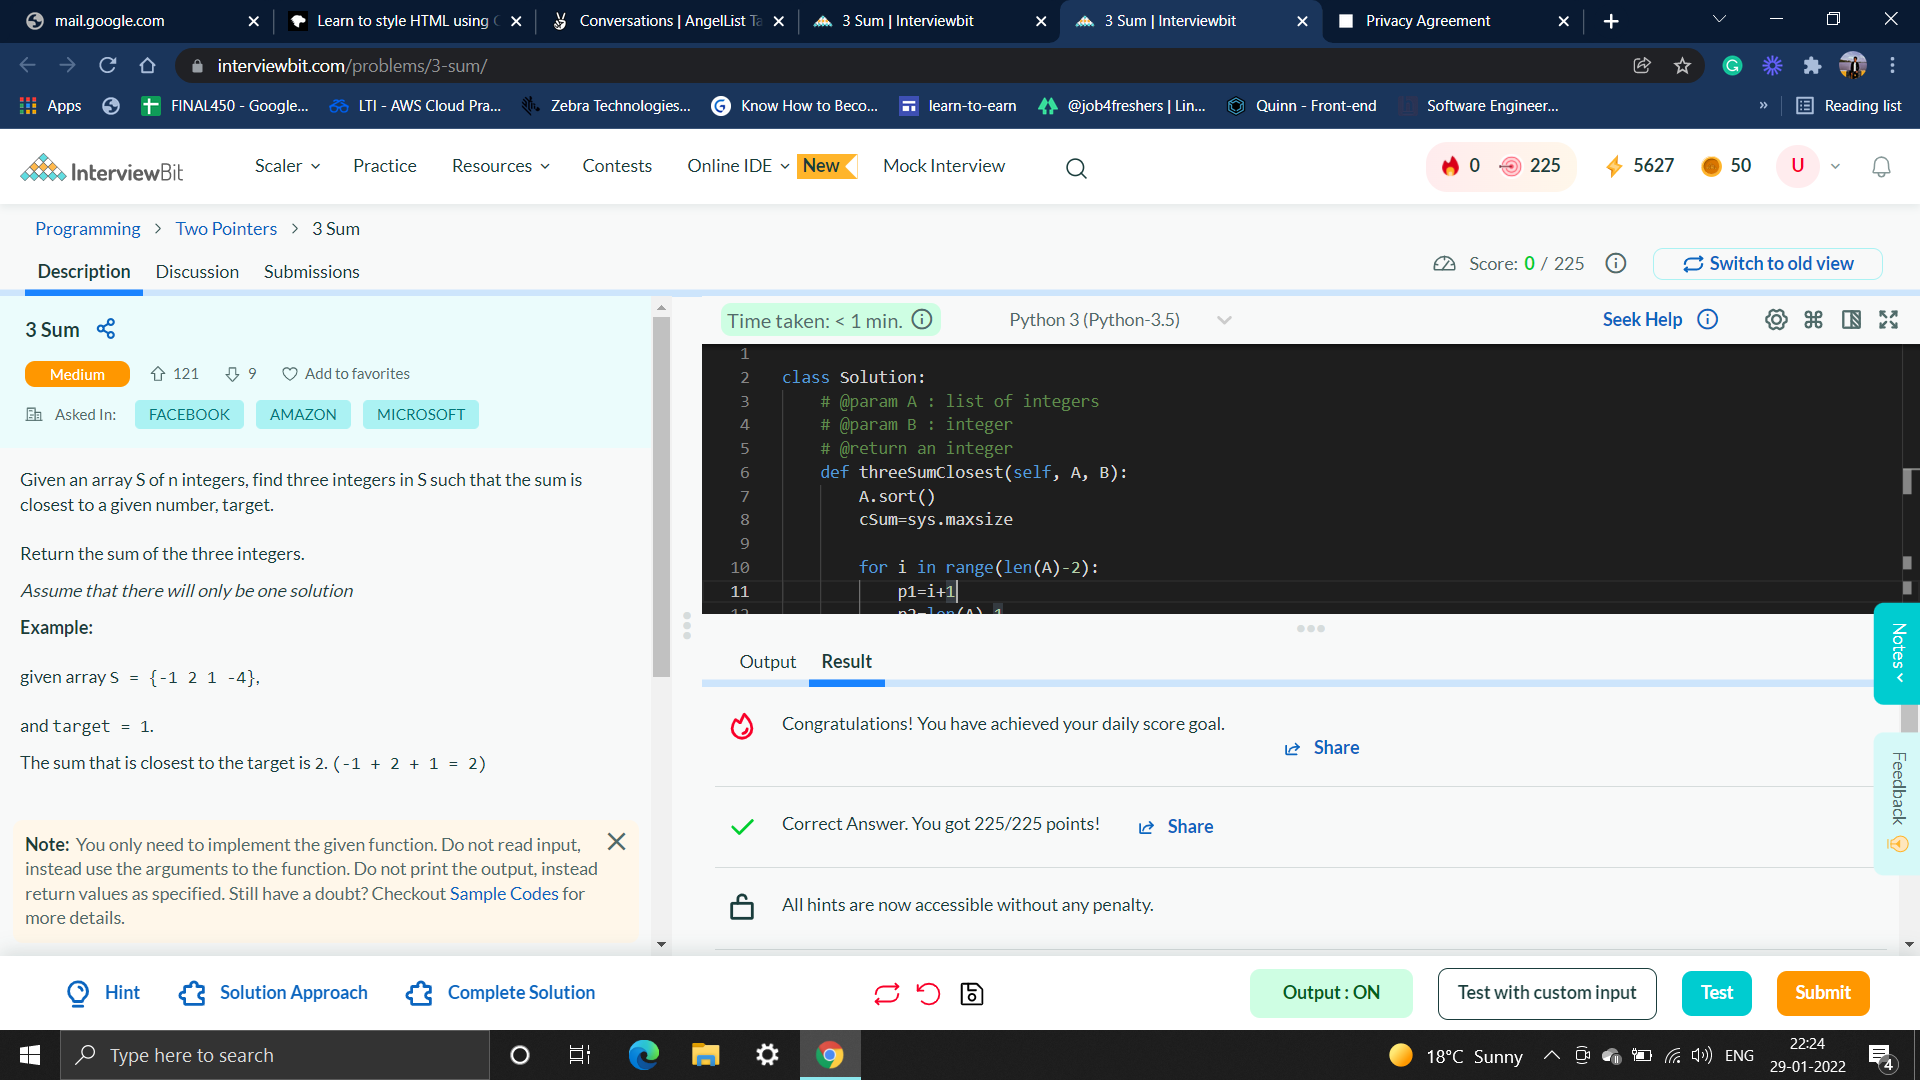 mail.google.com
Learn to style HTML using C
Conversations | AngelList Ta
3 Sum | Interviewbit
3 Sum | Interviewbit
Privacy Agreement
interviewbit.com/problems/3-sum/
Apps
FINAL450 - Google...
LTI - AWS Cloud Pra...
Zebra Technologies...
Know How to Beco...
learn-to-earn
@job4freshers | Lin...
Quinn - Front-end
Software Engineer...
»
Reading list
InterviewBit
Scaler
Practice
Resources
Contests
Online IDE
New
Mock Interview
0
225
5627
50
U
Programming > Two Pointers > 3 Sum
Description
Discussion
Submissions
Score: 0 / 225
Switch to old view
3 Sum
Medium
121
9
Add to favorites
Asked In:
FACEBOOK
AMAZON
MICROSOFT
Given an array S of n integers, find three integers in S such that the sum is
closest to a given number, target.
Return the sum of the three integers.
Assume that there will only be one solution
Example:
given array S = {-1 2 1 -4},
and target = 1.
The sum that is closest to the target is 2. (-1 + 2 + 1 = 2)
Note: You only need to implement the given function. Do not read input,
instead use the arguments to the function. Do not print the output, instead
return values as specified. Still have a doubt? Checkout Sample Codes for
more details.
Time taken: < 1 min.
Python 3 (Python-3.5)
Seek Help
1
2 class Solution:
3 # @param A : list of integers
4 # @param B : integer
5 # @return an integer
6 def threeSumClosest(self, A, B):
7 A.sort()
8 cSum=sys.maxsize
9
10 for i in range(len(A)-2):
11 p1=i+1
12 p2=len(A)-1
Output
Result
Congratulations! You have achieved your daily score goal.
Share
Correct Answer. You got 225/225 points!
Share
All hints are now accessible without any penalty.
Notes
Feedback
Hint
Solution Approach
Complete Solution
Output : ON
Test with custom input
Test
Submit
Type here to search
18°C Sunny
ENG
22:24
29-01-2022
4